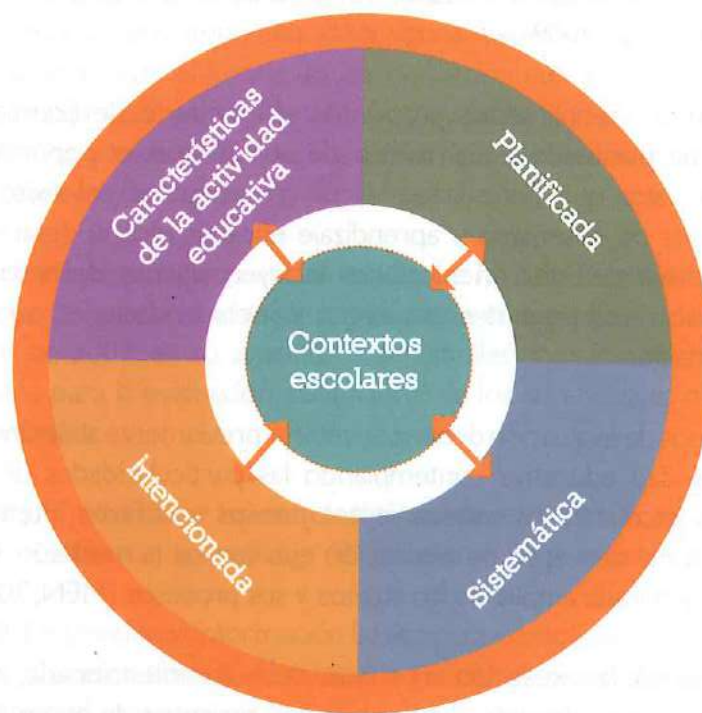 Características
de la actividad
educativa
Planificada
Contextos
escolares
Intencionada
Sistemática